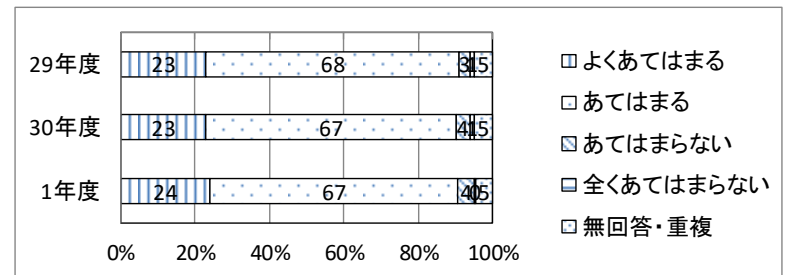 29年度 23 68 3 1 5
30年度 23 67 4 1 5
1年度 24 67 4 0 5
0% 20% 40% 60% 80% 100%
よくあてはまる
あてはまる
あてはまらない
全くあてはまらない
無回答・重複